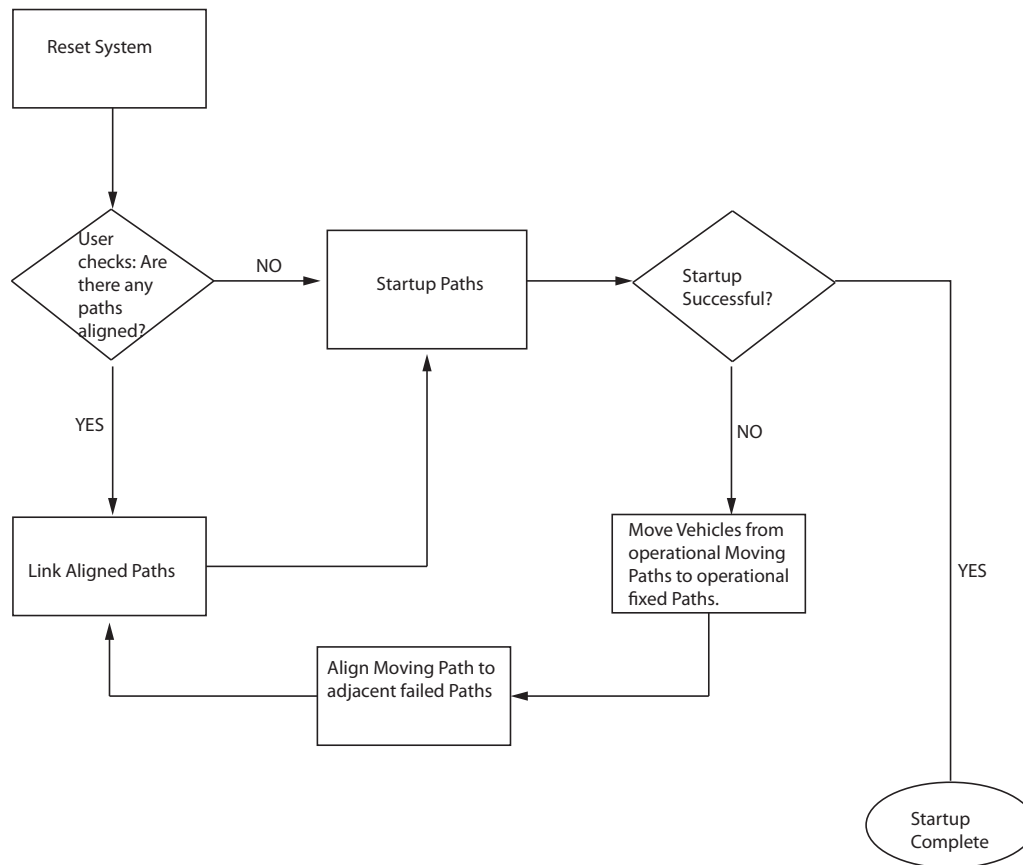 Reset System
User
checks: Are
there any
paths
aligned?
NO
Startup Paths
Startup
Successful?
YES
NO
Link Aligned Paths
Move Vehicles from
operational Moving
Paths to operational
fixed Paths.
YES
Align Moving Path to
adjacent failed Paths
Startup
Complete